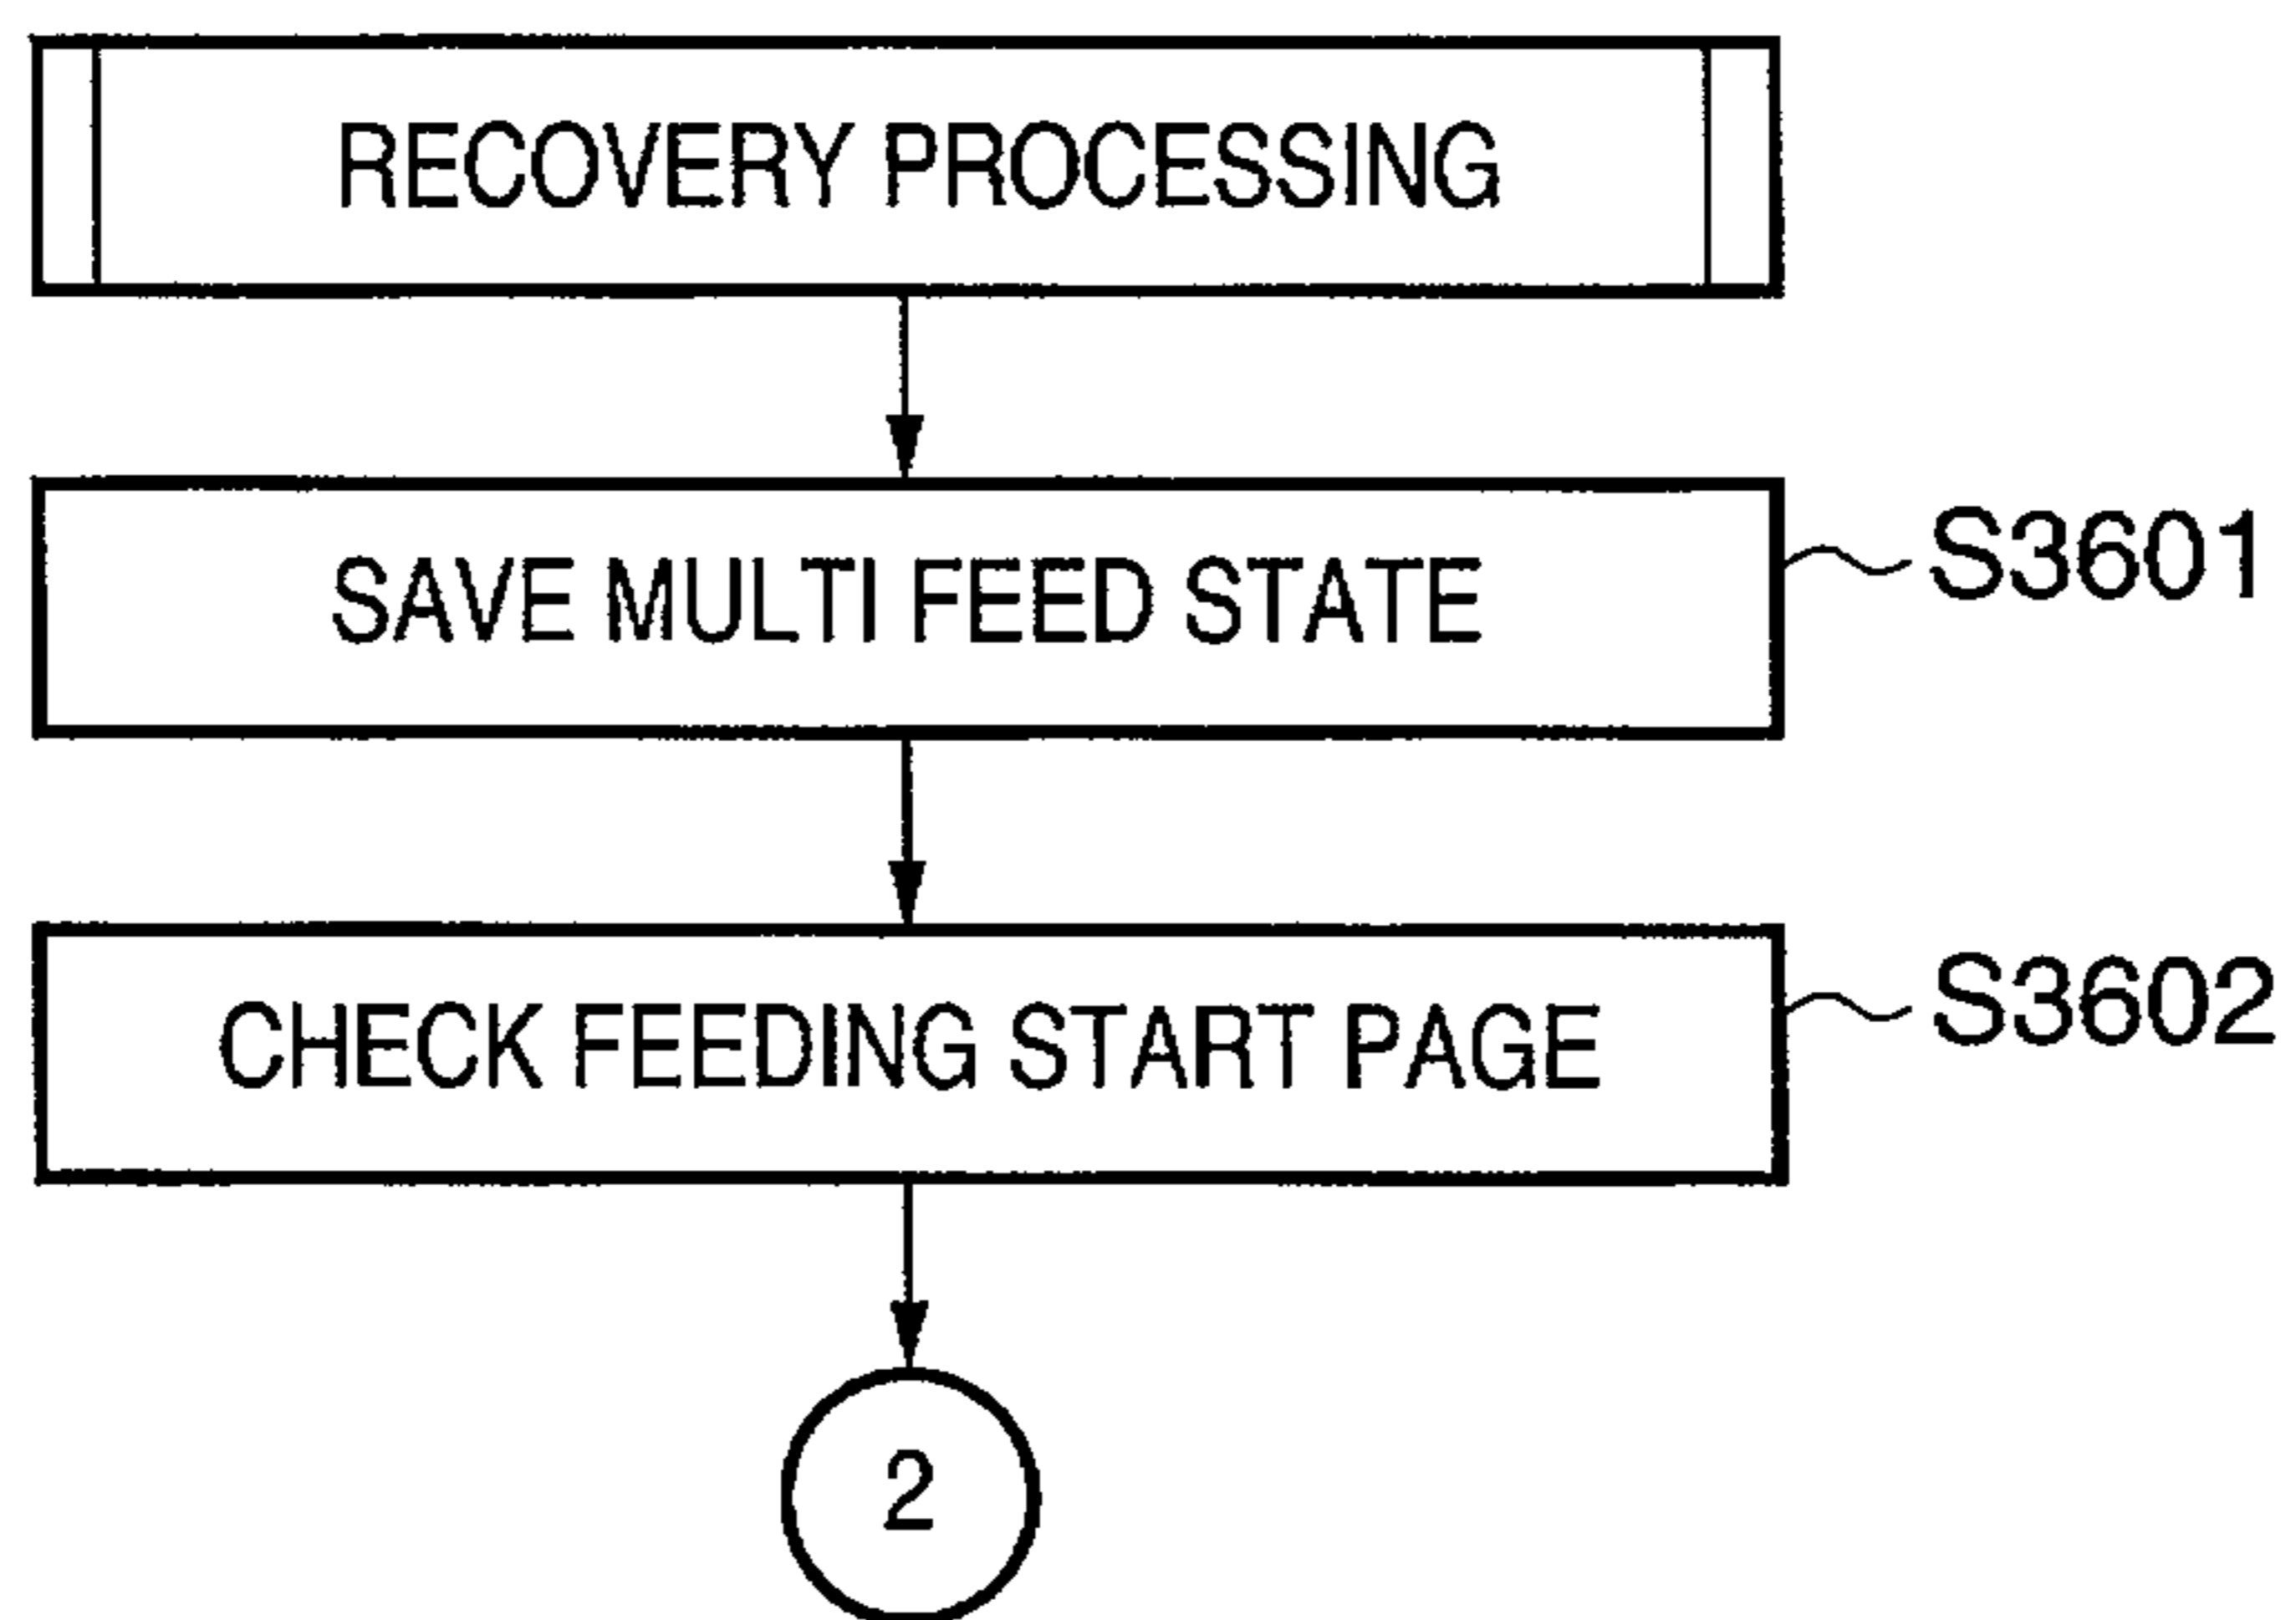 RECOVERY PROCESSING
SAVE MULTI FEED STATE
S3601
CHECK FEEDING START PAGE
S3602
2